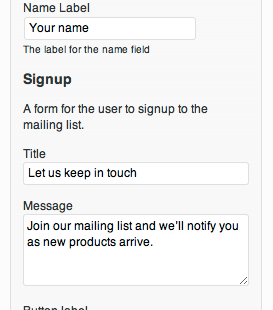 Name Label
Your name
The label for the name field
Signup
A form for the user to signup to the
mailing list.
Title
Let us keep in touch
Message
Join our mailing list and we'll notify you
as new products arrive.
Button label